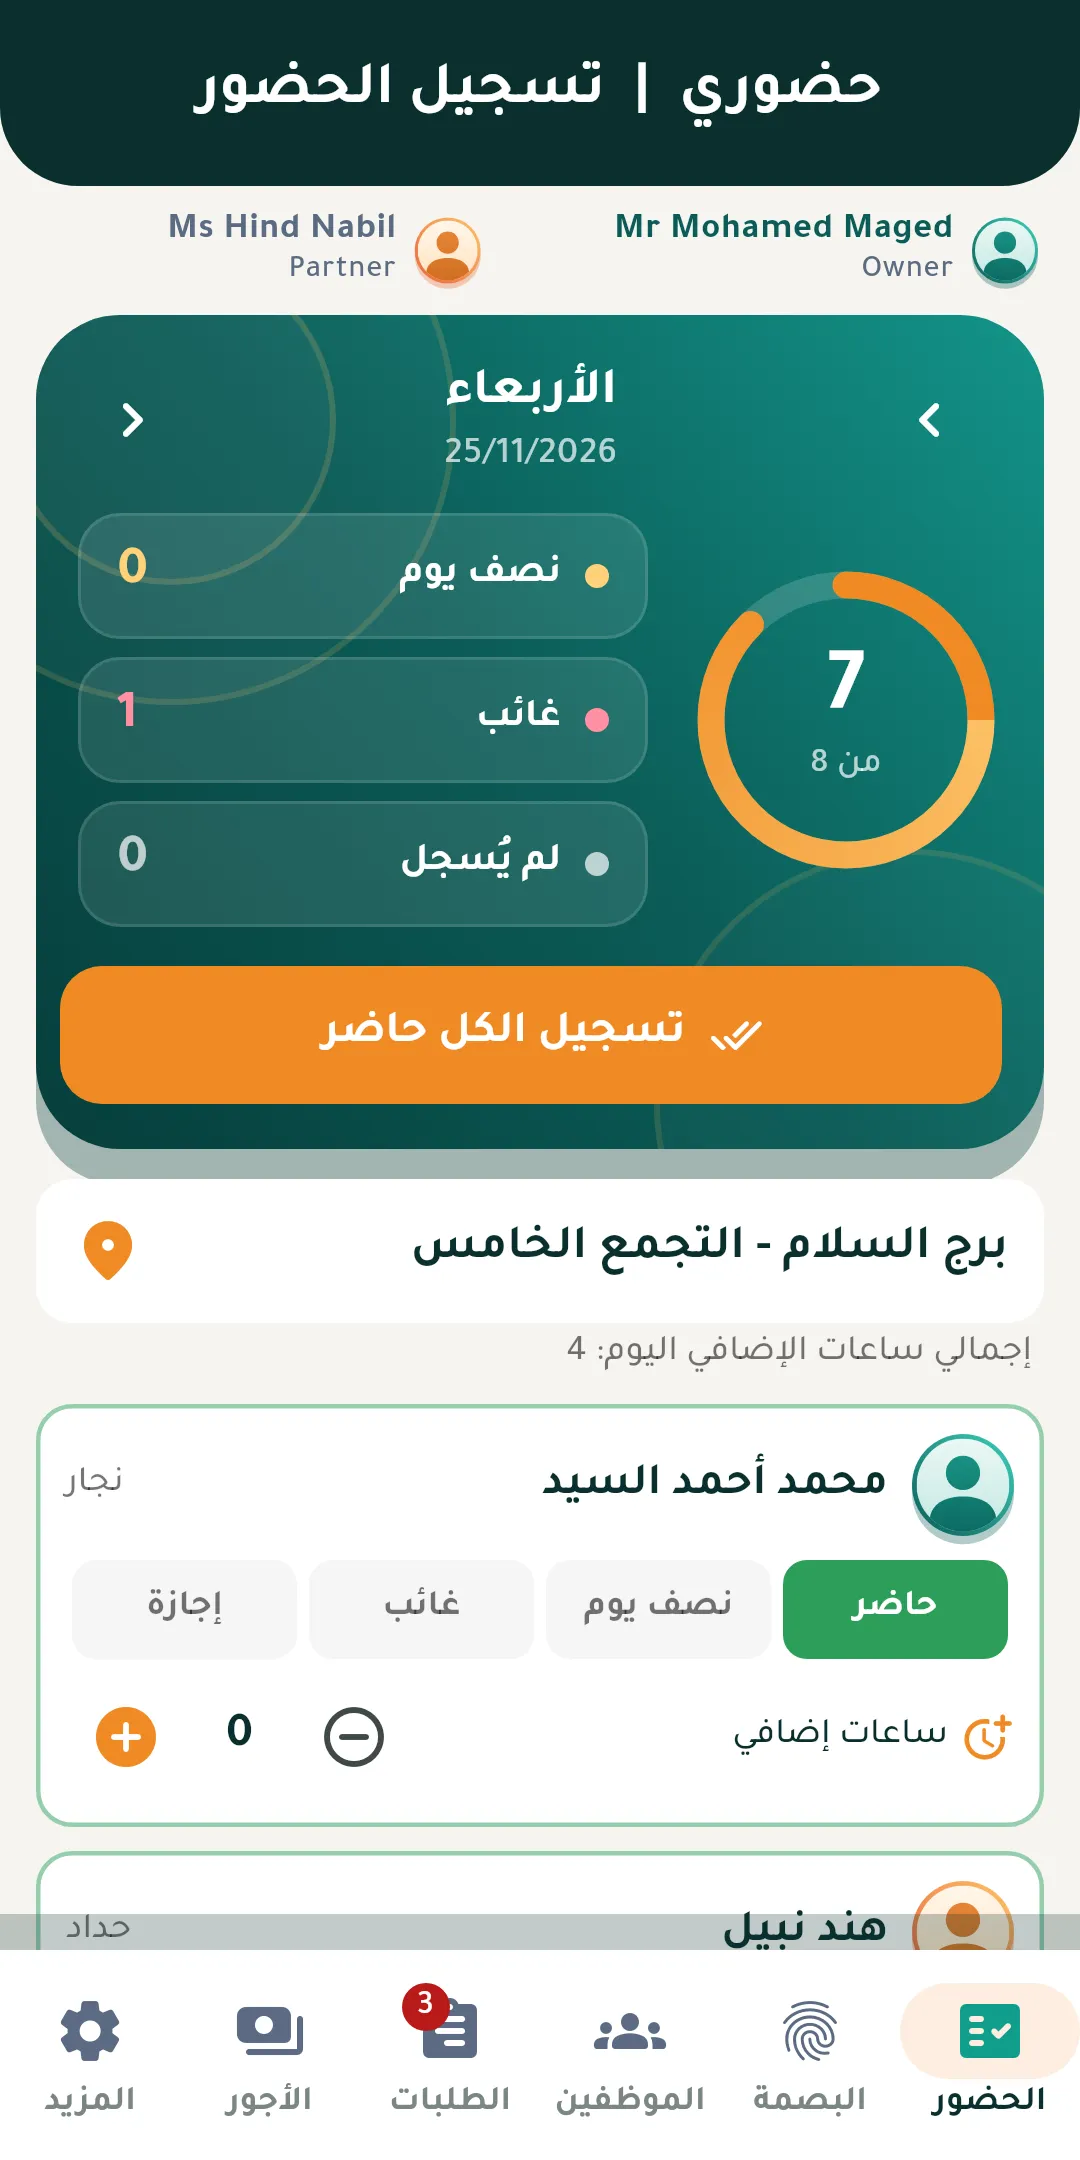 حضوري | تسجيل الحضور
Mr Mohamed Maged
Owner
Ms Hind Nabil
Partner
الأربعاء
25/11/2026
7
من 8
نصف يوم 0
غائب 1
لم يُسجل 0
تسجيل الكل حاضر
برج السلام - التجمع الخامس
إجمالي ساعات الإضافي اليوم: 4
محمد أحمد السيد
نجار
حاضر
نصف يوم
غائب
إجازة
ساعات إضافي
0
هند نبيل
حداد
الحضور
البصمة
الموظفين
3
الطلبات
الأجور
المزيد